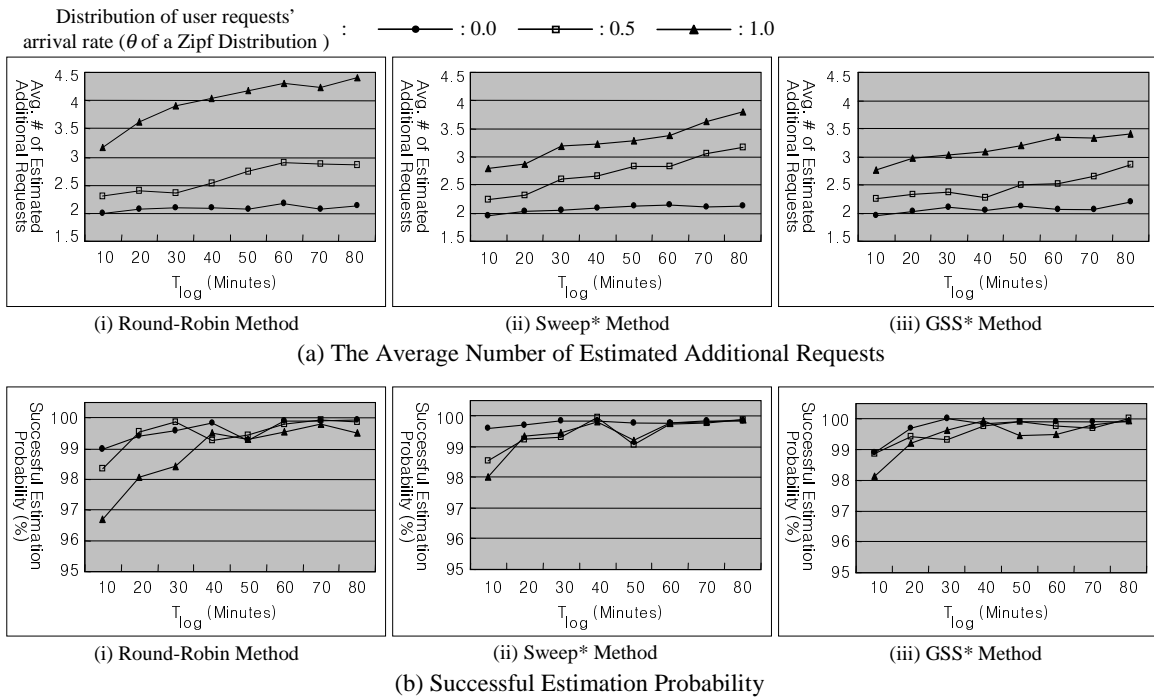 Distribution of user requests'
arrival rate (θ of a Zipf Distribution ) : : 0.0 : 0.5 : 1.0
Avg. # of Estimated
Additional Requests
4.5
4
3.5
3
2.5
2
1.5
10 20 30 40 50 60 70 80
T log (Minutes)
(i) Round-Robin Method
Avg. # of Estimated
Additional Requests
4.5
4
3.5
3
2.5
2
1.5
10 20 30 40 50 60 70 80
T log (Minutes)
(ii) Sweep* Method
Avg. # of Estimated
Additional Requests
4.5
4
3.5
3
2.5
2
1.5
10 20 30 40 50 60 70 80
T log (Minutes)
(iii) GSS* Method
(a) The Average Number of Estimated Additional Requests
Successful Estimation
Probability (%)
100
99
98
97
96
95
10 20 30 40 50 60 70 80
T log (Minutes)
(i) Round-Robin Method
Successful Estimation
Probability (%)
100
99
98
97
96
95
10 20 30 40 50 60 70 80
T log (Minutes)
(ii) Sweep* Method
Successful Estimation
Probability (%)
100
99
98
97
96
95
10 20 30 40 50 60 70 80
T log (Minutes)
(iii) GSS* Method
(b) Successful Estimation Probability